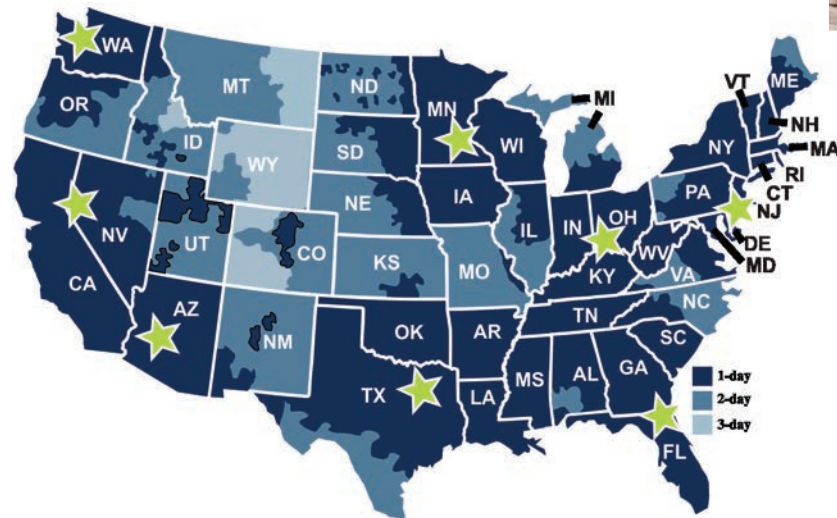 WA
MT
ND
MN
MI
VT
ME
OR
ID
WY
SD
WI
NY
NH
MA
RI
CT
NJ
DE
MD
NV
UT
CO
NE
IA
IL
IN
OH
PA
CA
AZ
NM
KS
MO
KY
WV
VA
NC
OK
AR
TN
SC
TX
LA
MS
AL
GA
FL
1-day
2-day
3-day